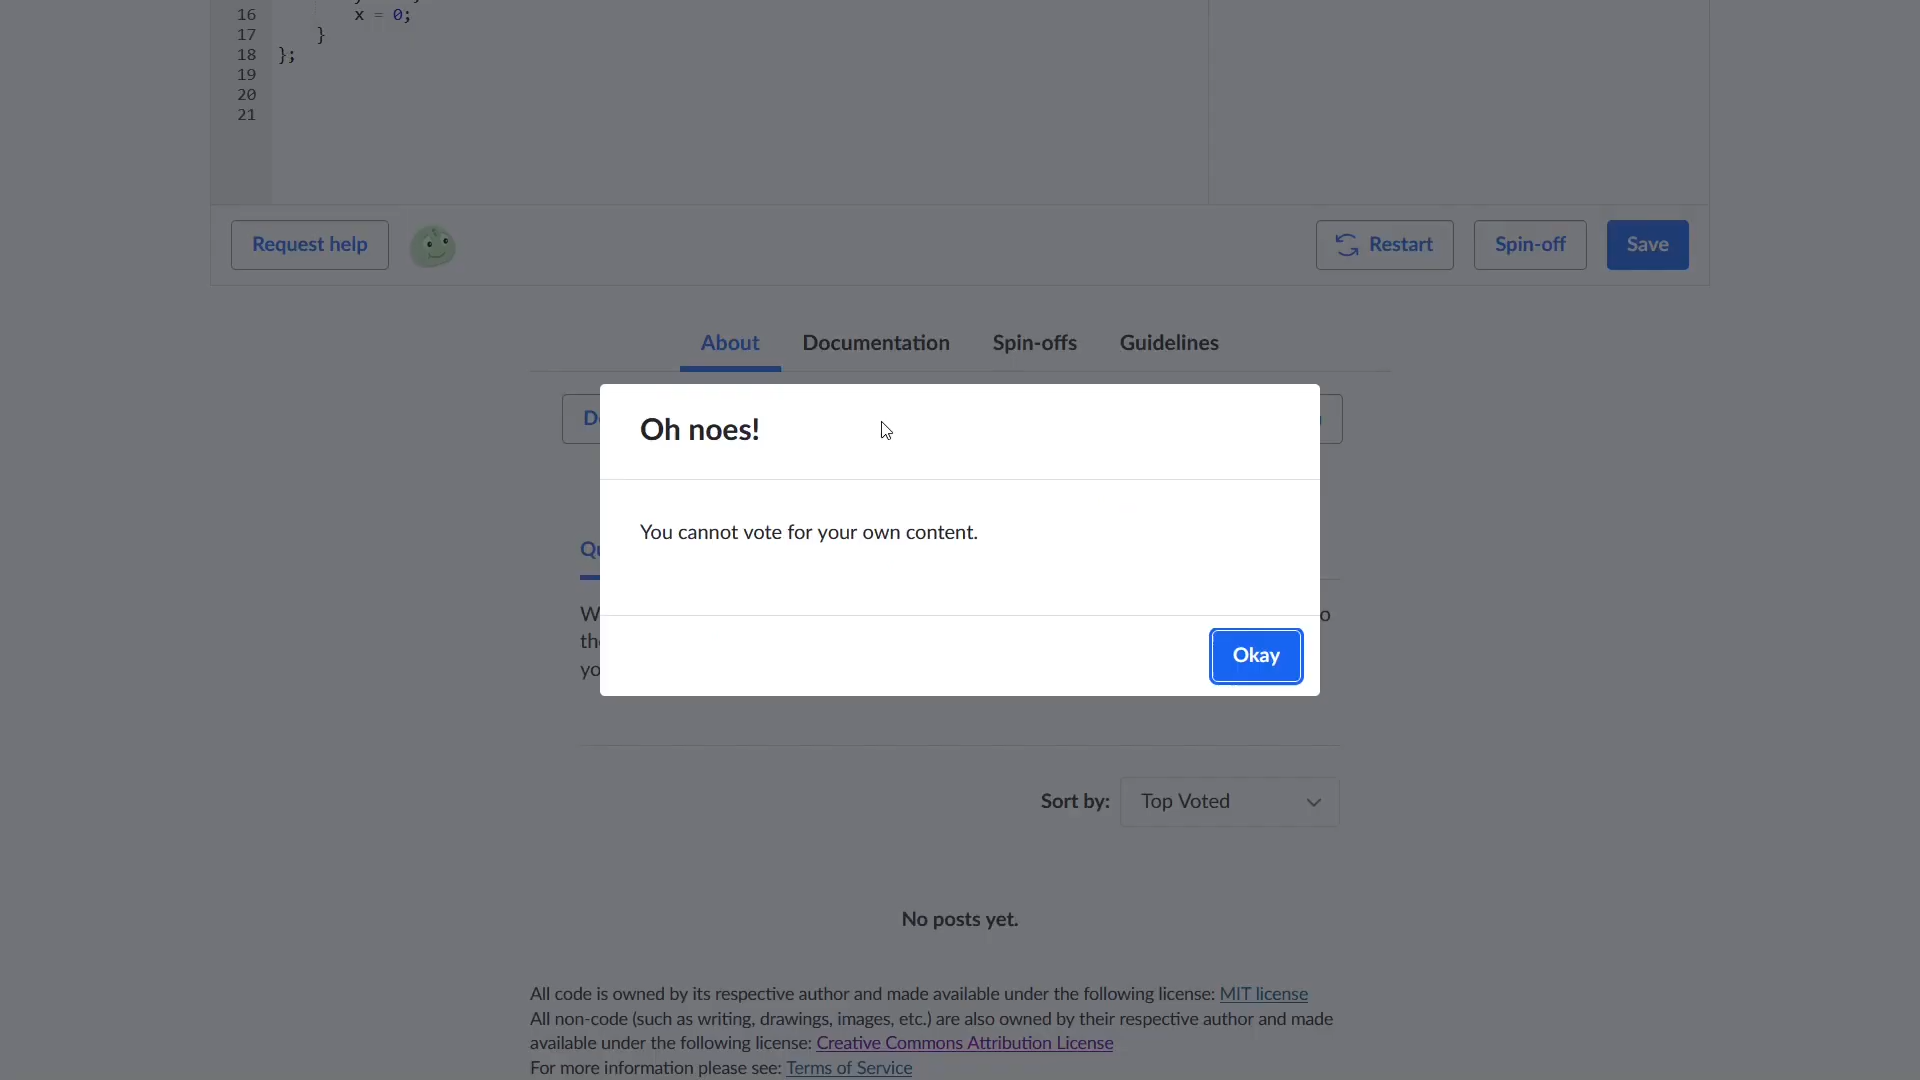 16 x = 0;
17 }
18 };
19
20
21
Request help
Restart Spin-off Save
About Documentation Spin-offs Guidelines
Oh noes!
You cannot vote for your own content.
Okay
Sort by: Top Voted
No posts yet.
All code is owned by its respective author and made available under the following license: MIT license
All non-code (such as writing, drawings, images, etc.) are also owned by their respective author and made
available under the following license: Creative Commons Attribution License
For more information please see: Terms of Service